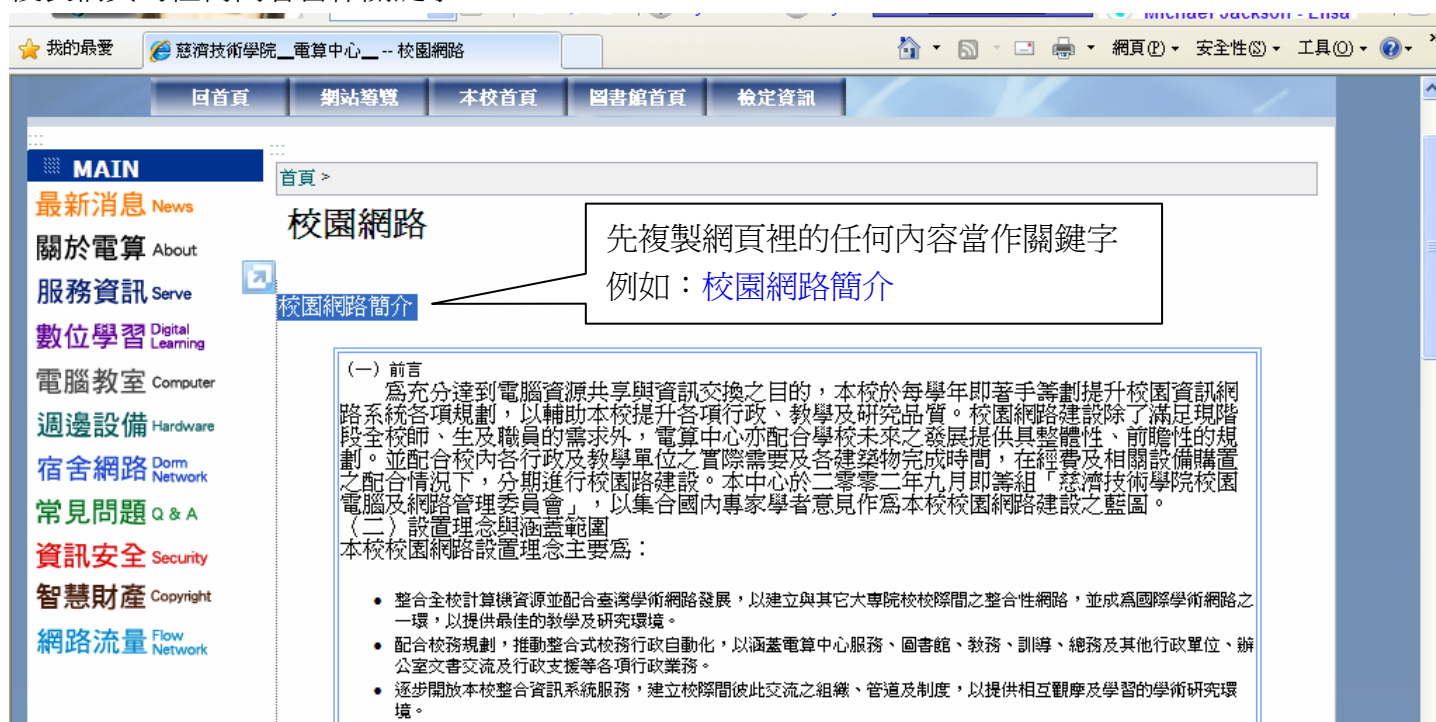 Michael Jackson - Elisa
我的最愛
慈濟技術學院__電算中心__ -- 校園網路
網頁(P)
安全性(S)
工具(O)
回首頁
網站導覽
本校首頁
圖書館首頁
檢定資訊
:::
:::
MAIN
首頁 >
最新消息 News
關於電算 About
服務資訊 Serve
數位學習 Digital Learning
電腦教室 Computer
週邊設備 Hardware
宿舍網路 Dorm Network
常見問題 Q & A
資訊安全 Security
智慧財產 Copyright
網路流量 Flow Network
校園網路
先複製網頁裡的任何內容當作關鍵字
例如：校園網路簡介
校園網路簡介
(一) 前言
為充分達到電腦資源共享與資訊交換之目的，本校於每學年即著手籌劃提升校園資訊網
路系統各項規劃，以輔助本校提升各項行政、教學及研究品質。校園網路建設除了滿足現階
段全校師、生及職員的需求外，電算中心亦配合學校未來之發展提供具整體性、前瞻性的規
劃。並配合校內各行政及教學單位之實際需要及各建築物完成時間，在經費及相關設備購置
之配合情況下，分期進行校園路建設。本中心於二零零二年九月即籌組「慈濟技術學院校園
電腦及網路管理委員會」，以集合國內專家學者意見作為本校校園網路建設之藍圖。
（二）設置理念與涵蓋範圍
本校校園網路設置理念主要為：
• 整合全校計算機資源並配合臺灣學術網路發展，以建立與其它大專院校校際間之整合性網路，並成為國際學術網路之
一環，以提供最佳的教學及研究環境。
• 配合校務規劃，推動整合式校務行政自動化，以涵蓋電算中心服務、圖書館、教務、訓導、總務及其他行政單位、辦
公室文書交流及行政支援等各項行政業務。
• 逐步開放本校整合資訊系統服務，建立校際間彼此交流之組織、管道及制度，以提供相互觀摩及學習的學術研究環
境。